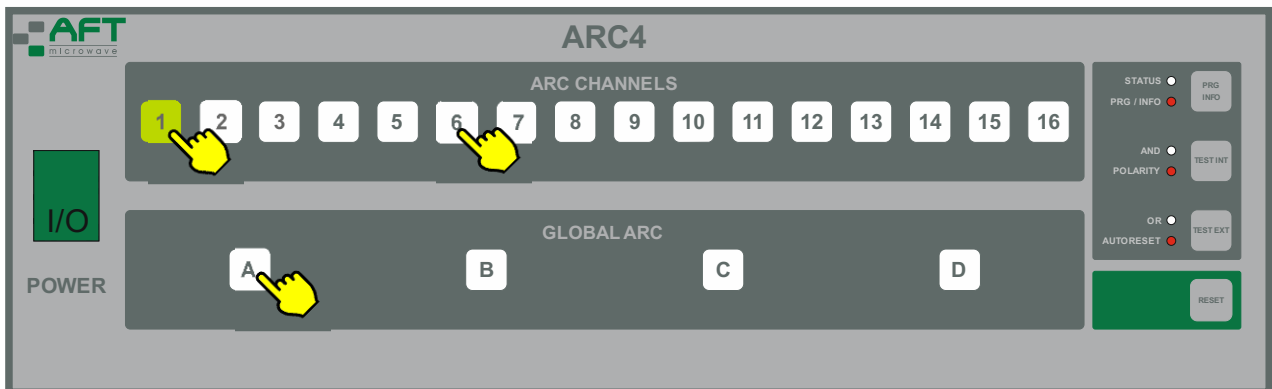 AFT
microwave
ARC4
ARC CHANNELS
1 2 3 4 5 6 7 8 9 10 11 12 13 14 15 16
STATUS
PRG / INFO
PRG
INFO
AND
POLARITY
TEST INT
OR
AUTORESET
TEST EXT
I/O
POWER
GLOBAL ARC
A B C D
RESET